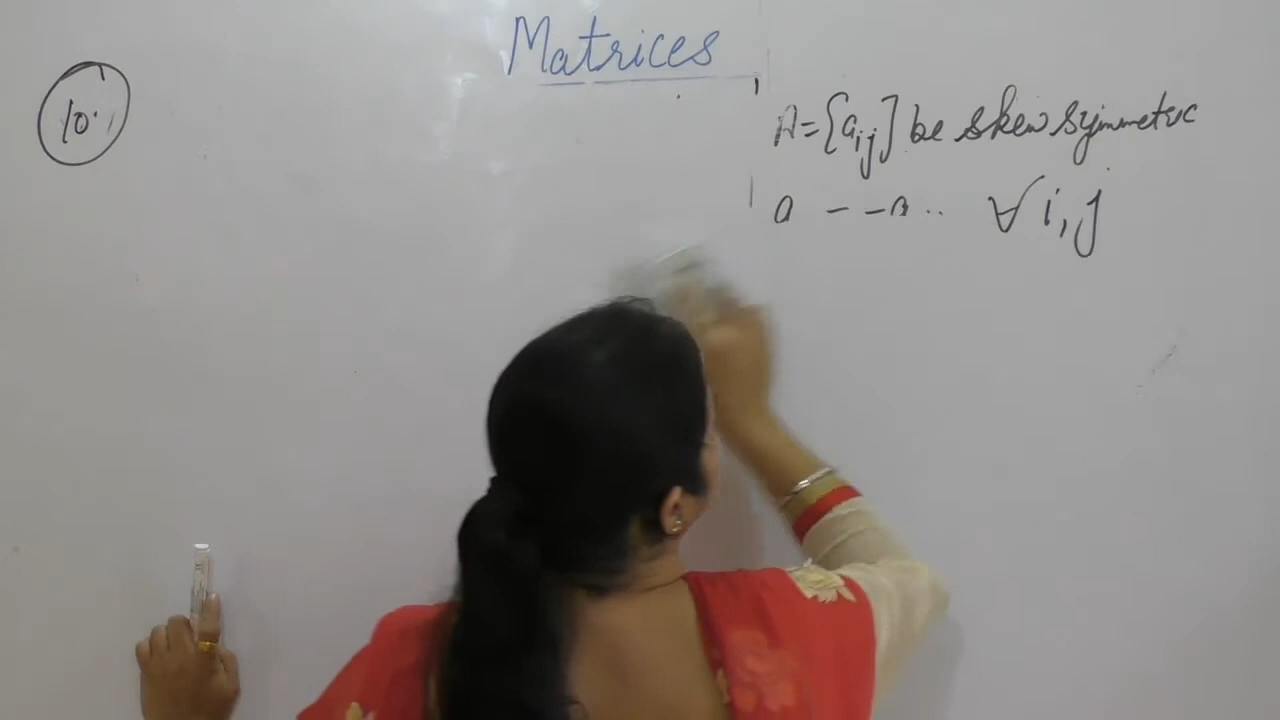 Matrices
10.
A = [aij] be skew symmetric
a - -a .. ∀ i, j